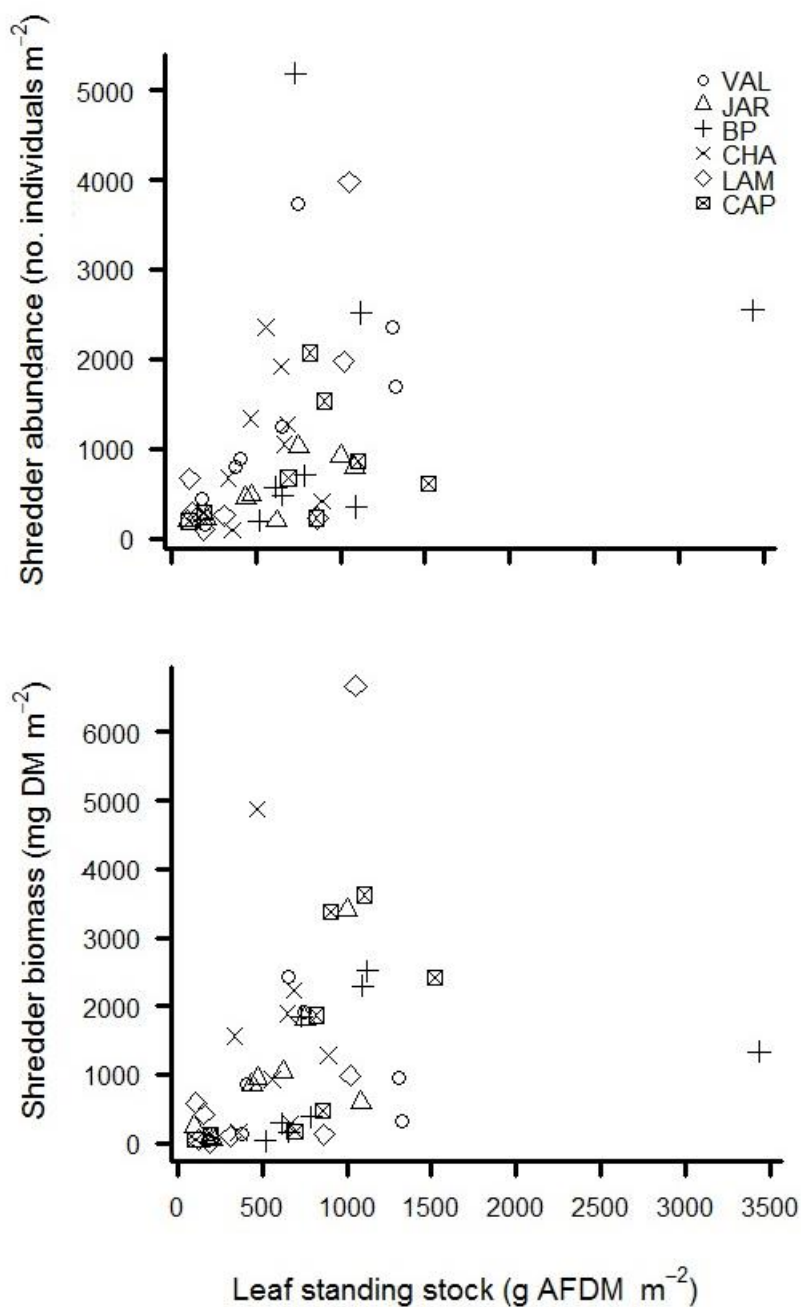 Shredder abundance (no. individuals m⁻²)
5000
4000
3000
2000
1000
0
VAL
JAR
BP
CHA
LAM
CAP
Shredder biomass (mg DM m⁻²)
6000
5000
4000
3000
2000
1000
0
0 500 1000 1500 2000 2500 3000 3500
Leaf standing stock (g AFDM m⁻²)